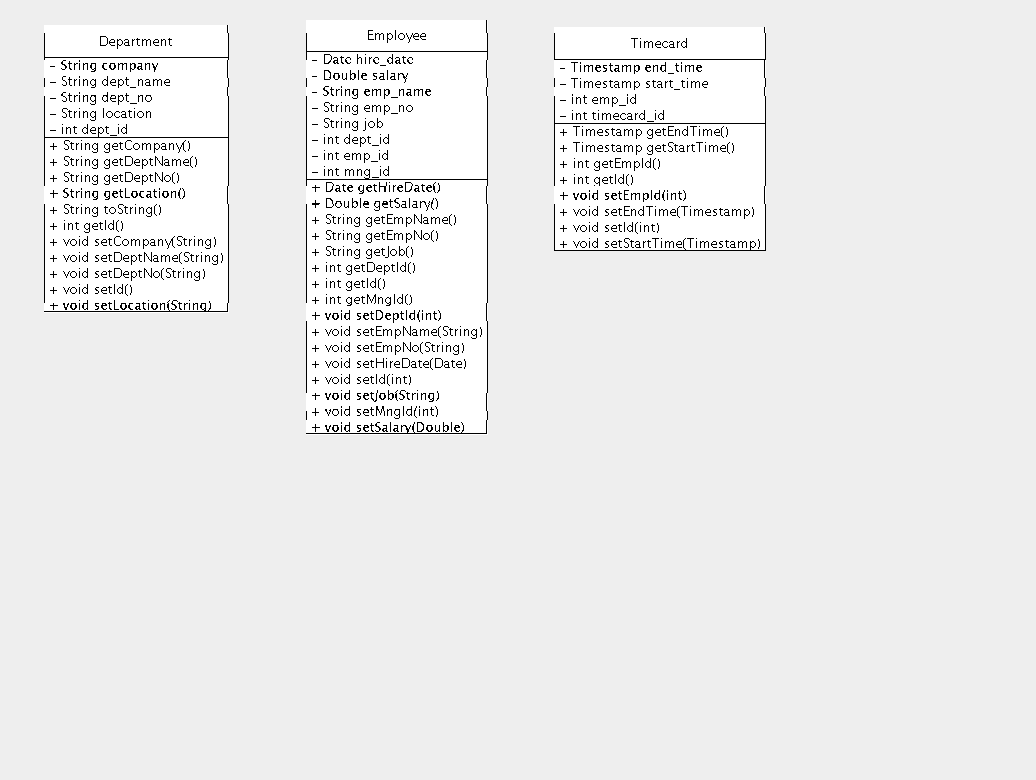 Department
- String company
- String dept_name
- String dept_no
- String location
- int dept_id
+ String getCompany()
+ String getDeptName()
+ String getDeptNo()
+ String getLocation()
+ String toString()
+ int getId()
+ void setCompany(String)
+ void setDeptName(String)
+ void setDeptNo(String)
+ void setId()
+ void setLocation(String)
Employee
- Date hire_date
- Double salary
- String emp_name
- String emp_no
- String job
- int dept_id
- int emp_id
- int mng_id
+ Date getHireDate()
+ Double getSalary()
+ String getEmpName()
+ String getEmpNo()
+ String getJob()
+ int getDeptId()
+ int getId()
+ int getMngId()
+ void setDeptId(int)
+ void setEmpName(String)
+ void setEmpNo(String)
+ void setHireDate(Date)
+ void setId(int)
+ void setJob(String)
+ void setMngId(int)
+ void setSalary(Double)
Timecard
- Timestamp end_time
- Timestamp start_time
- int emp_id
- int timecard_id
+ Timestamp getEndTime()
+ Timestamp getStartTime()
+ int getEmpId()
+ int getId()
+ void setEmpId(int)
+ void setEndTime(Timestamp)
+ void setId(int)
+ void setStartTime(Timestamp)